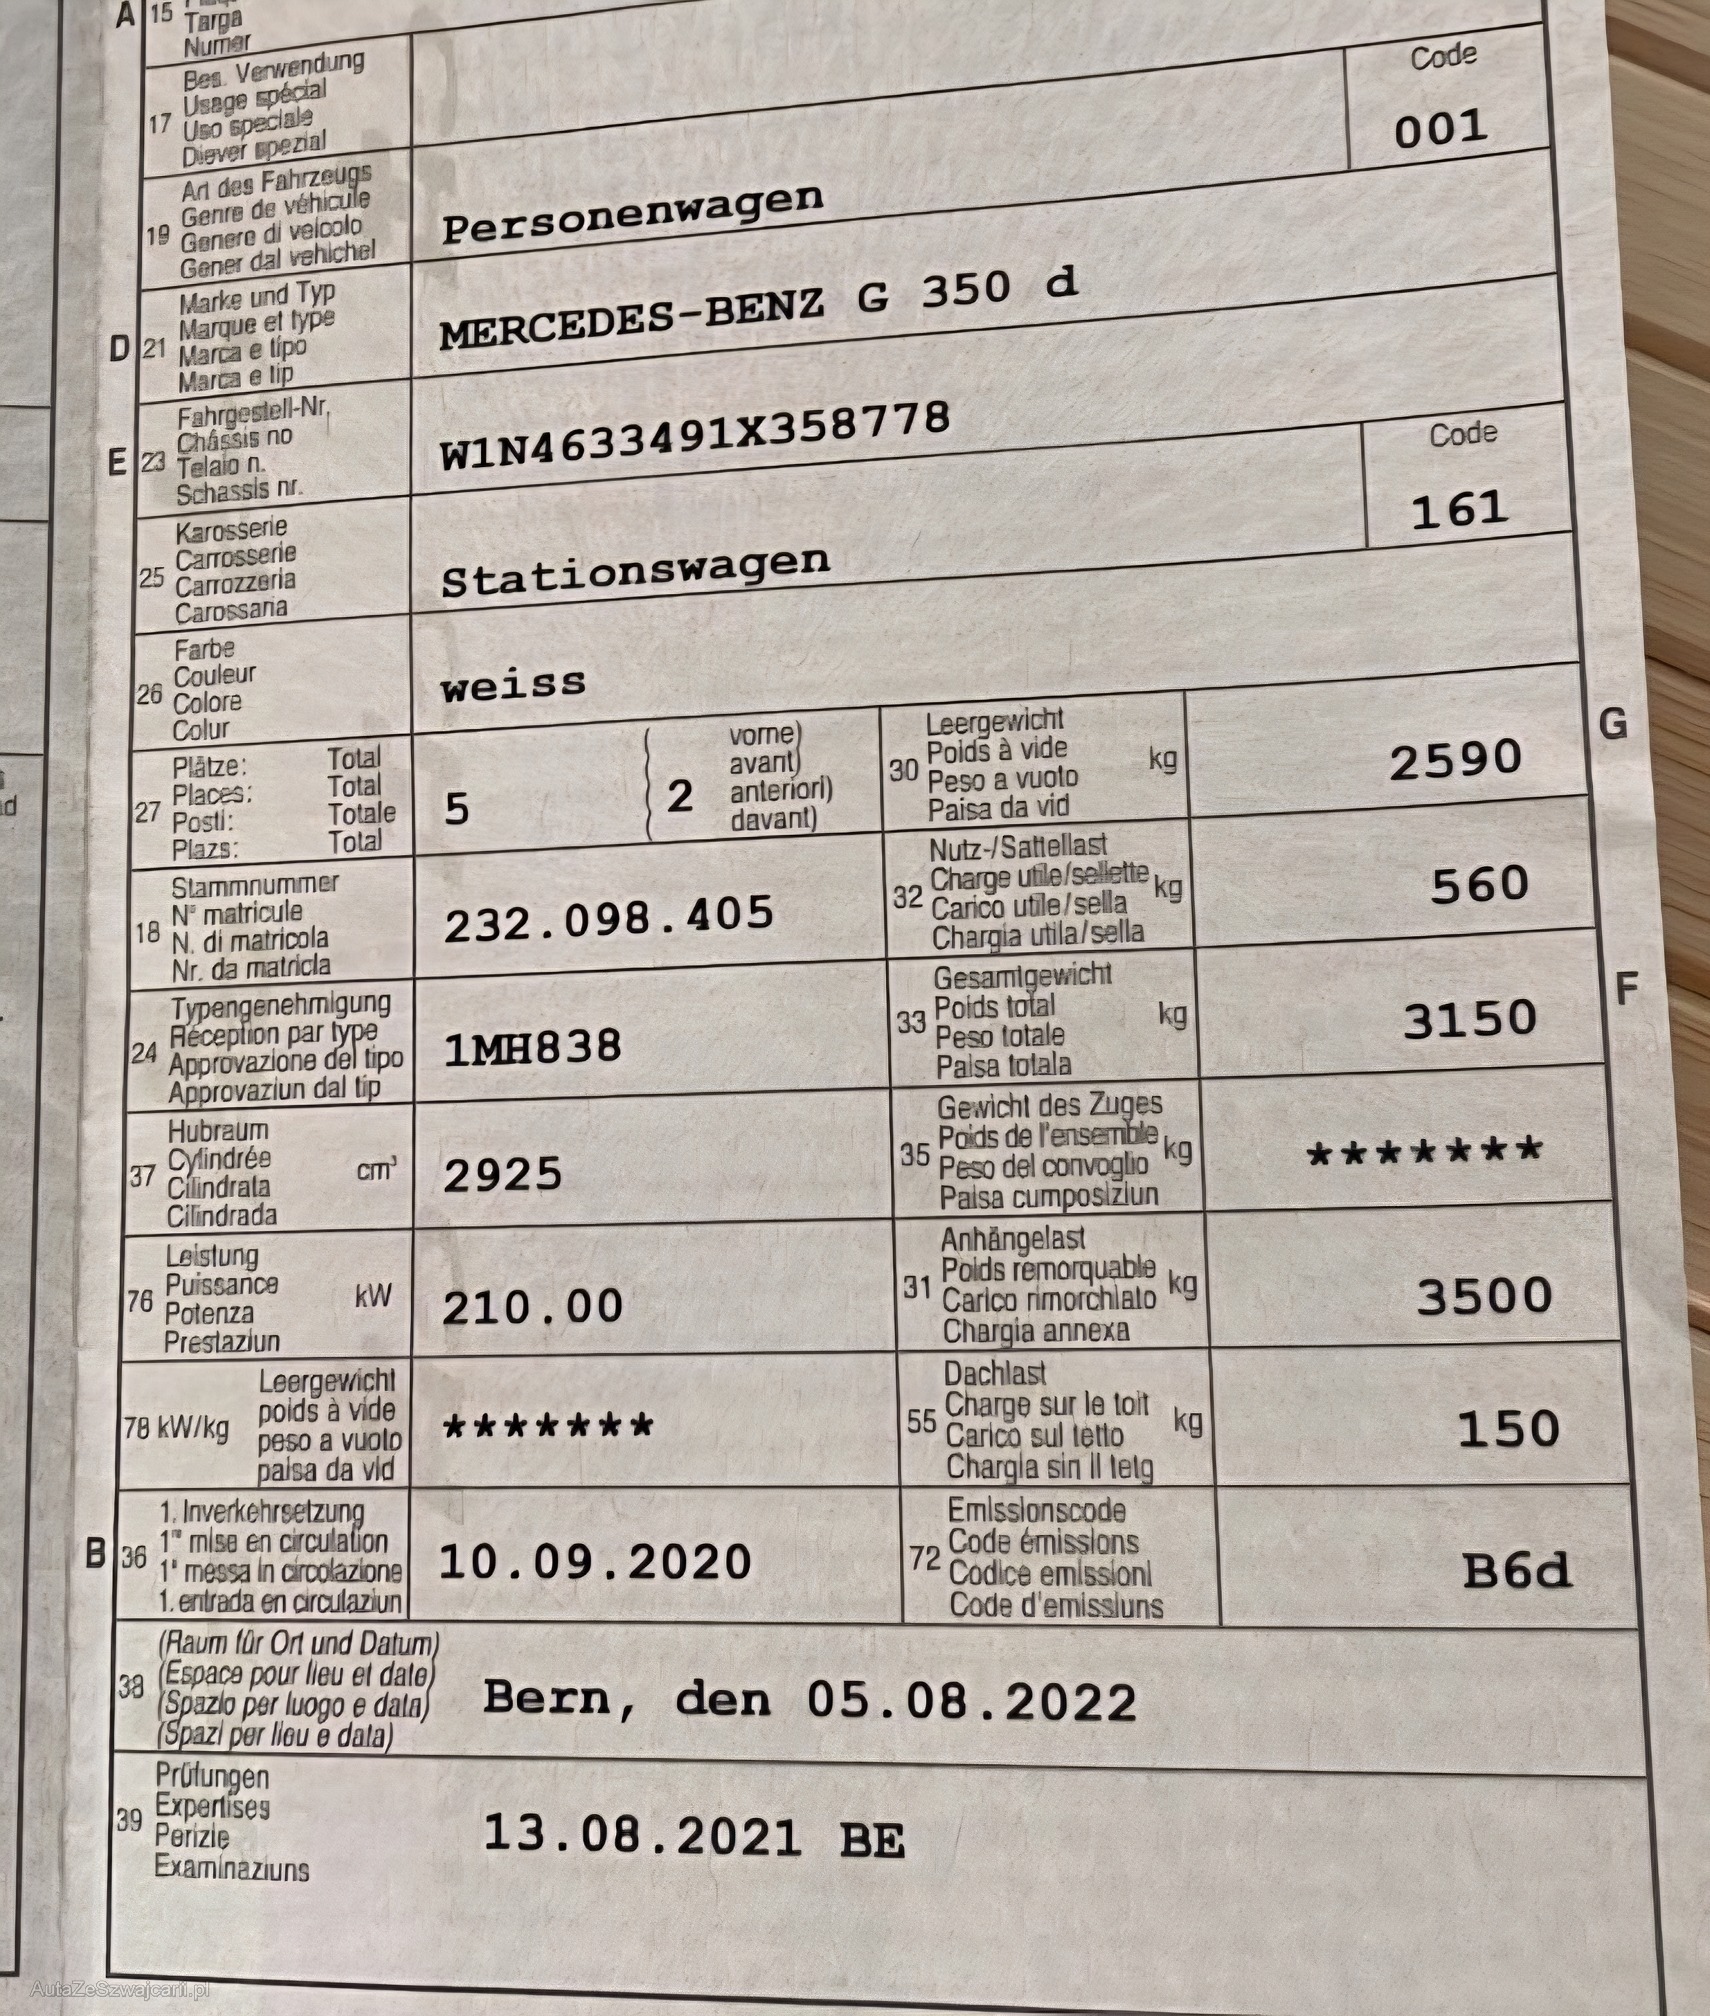 A 15 Targa
Numer
17 Bes. Verwendung
Usage spécial
Uso speciale
Diever spezial
19 Art des Fahrzeugs
Genre de véhicule
Genere di veicolo
Gener dal vehichel
Personenwagen
Code
001
D 21 Marke und Typ
Marque et type
Marca e tipo
Marca e tip
MERCEDES-BENZ G 350 d
E 23 Fahrgestell-Nr.
Châssis no
Telaio n.
Schassis nr.
W1N4633491X358778
25 Karosserie
Carrosserie
Carrozzeria
Carossaria
Stationswagen
Code
161
26 Farbe
Couleur
Colore
Colur
weiss
27 Plätze: Total
Places: Total
Posti: Totale
Plazs: Total
5 2
vorne)
avant)
anteriori)
davant)
30 Leergewicht
Poids à vide
Peso a vuoto
Paisa da vid
kg
2590
G
18 Stammnummer
N° matricule
N. di matricola
Nr. da matricla
232.098.405
32 Nutz-/Sattellast
Charge utile/sellette
Carico utile/sella
Chargia utila/sella
kg
560
24 Typengenehmigung
Réception par type
Approvazione del tipo
Approvaziun dal tip
1MH838
33 Gesamtgewicht
Poids total
Peso totale
Paisa totala
kg
3150
F
37 Hubraum
Cylindrée
Cilindrata
Cilindrada
cm³
2925
35 Gewicht des Zuges
Poids de l'ensemble
Peso del convoglio
Paisa cumposiziun
kg
*******
76 Leistung
Puissance
Potenza
Prestaziun
kW
210.00
31 Anhängelast
Poids remorquable
Carico rimorchiato
Chargia annexa
kg
3500
78 kW/kg
Leergewicht
poids à vide
peso a vuoto
paisa da vid
*******
55 Dachlast
Charge sur le toit
Carico sul tetto
Chargia sin il tetg
kg
150
B 36 1. Inverkehrsetzung
1re mise en circulation
1a messa in circolazione
1. entrada en circulaziun
10.09.2020
72 Emissionscode
Code émissions
Codice emissioni
Code d'emissiuns
B6d
38 (Raum für Ort und Datum)
(Espace pour lieu et date)
(Spazio per luogo e data)
(Spazi per lieu e data)
Bern, den 05.08.2022
39 Prüfungen
Expertises
Perizie
Examinaziuns
13.08.2021 BE
AutaZeSzwajcarii.pl